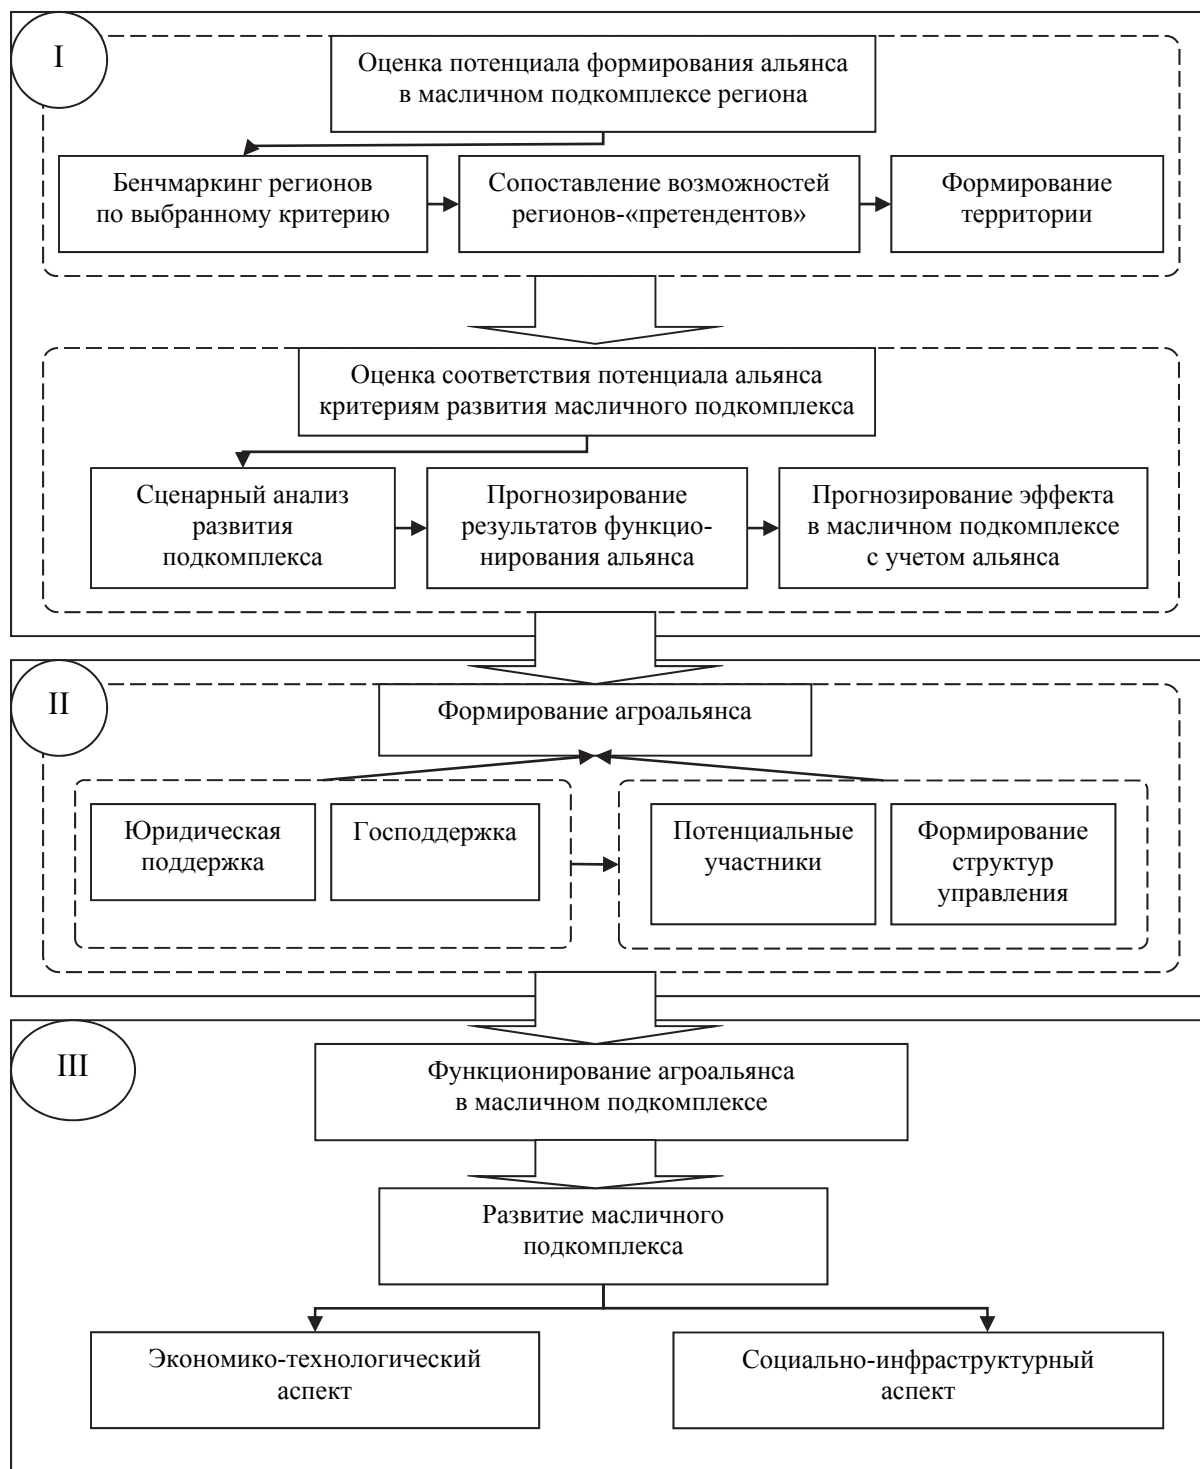 I
Оценка потенциала формирования альянса
в масличном подкомплексе региона
Бенчмаркинг регионов
по выбранному критерию
Сопоставление возможностей
регионов-«претендентов»
Формирование
территории
Оценка соответствия потенциала альянса
критериям развития масличного подкомплекса
Сценарный анализ
развития
подкомплекса
Прогнозирование
результатов функцио-
нирования альянса
Прогнозирование эффекта
в масличном подкомплексе
с учетом альянса
II
Формирование агроальянса
Юридическая
поддержка
Господдержка
Потенциальные
участники
Формирование
структур
управления
III
Функционирование агроальянса
в масличном подкомплексе
Развитие масличного
подкомплекса
Экономико-технологический
аспект
Социально-инфраструктурный
аспект